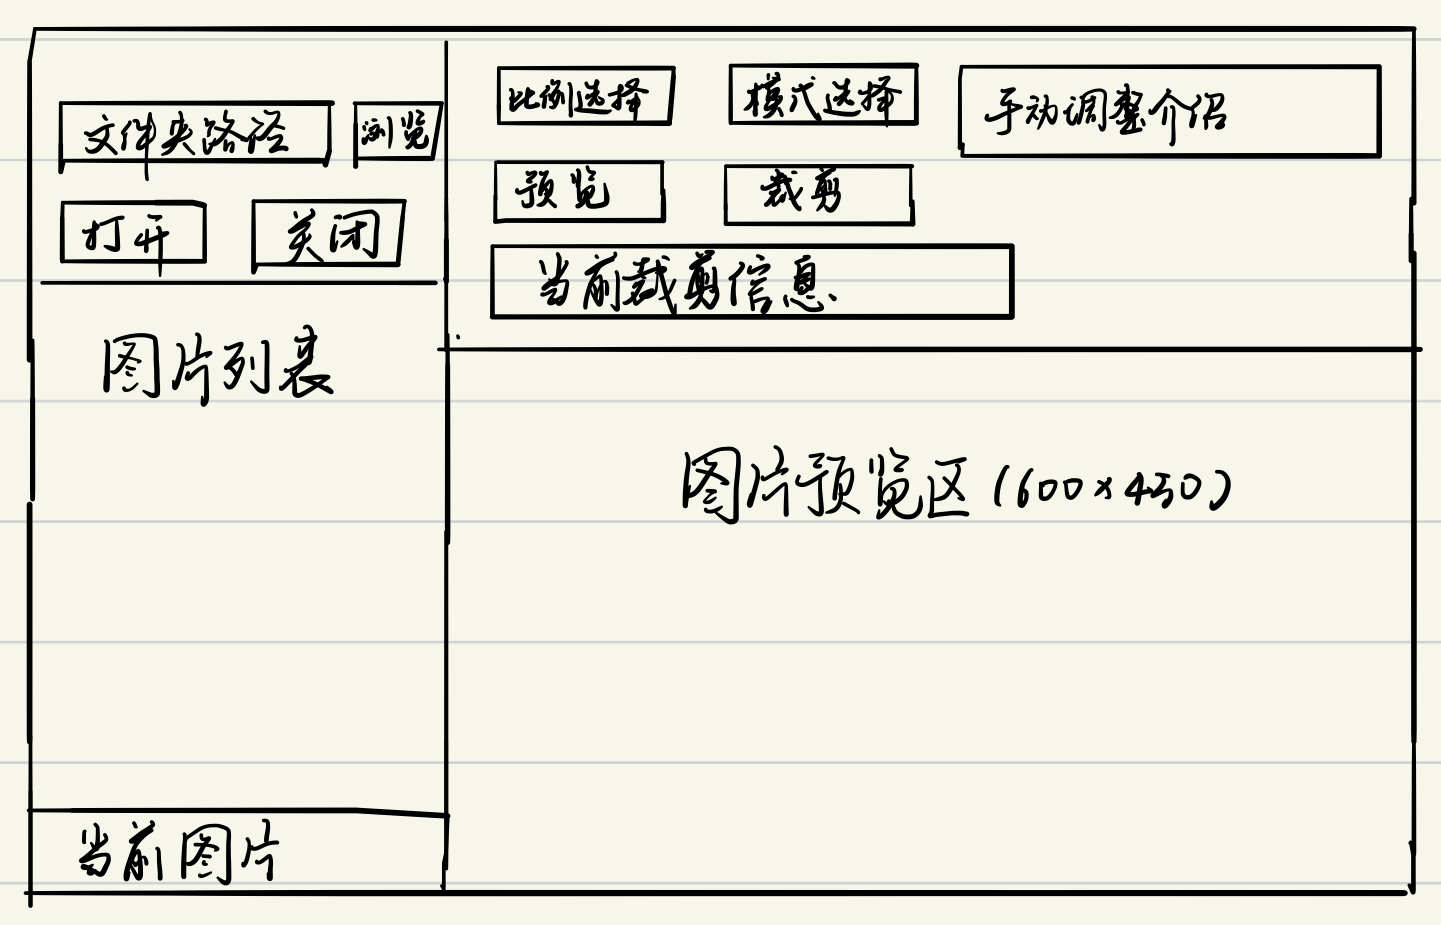 文件夹路径 浏览
打开 关闭
图片列表
当前图片
比例选择 模式选择 手动调整介绍
预览 裁剪
当前裁剪信息
图片预览区(600×450)